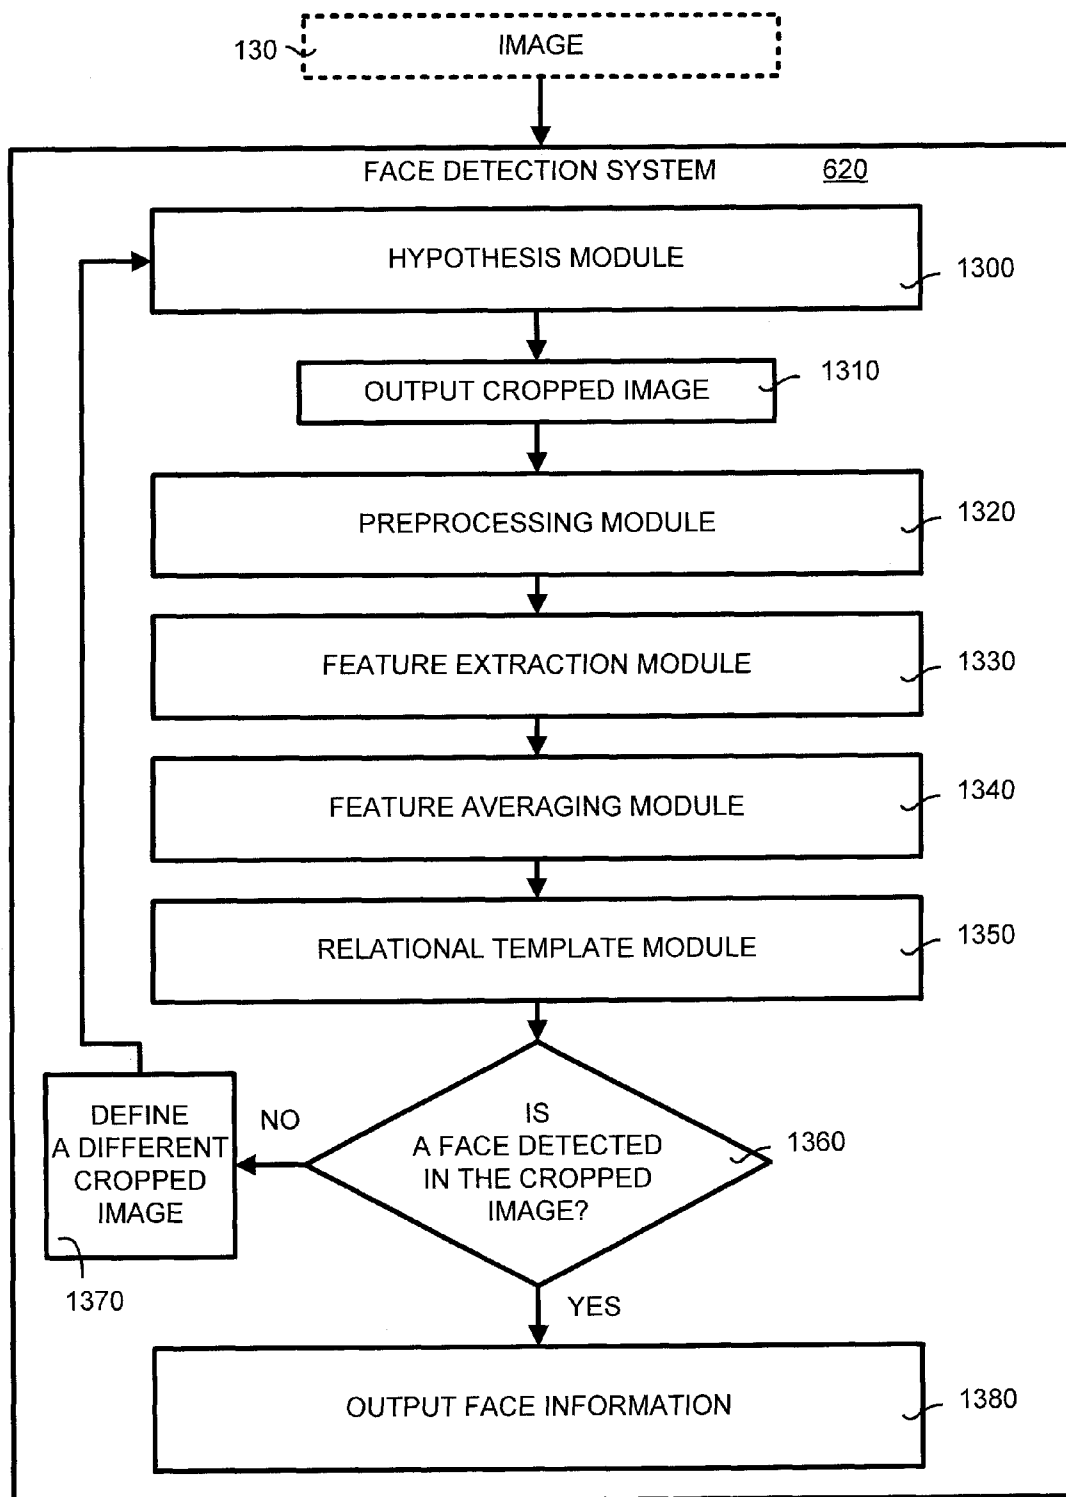 130
IMAGE
FACE DETECTION SYSTEM 620
HYPOTHESIS MODULE
1300
OUTPUT CROPPED IMAGE
1310
PREPROCESSING MODULE
1320
FEATURE EXTRACTION MODULE
1330
FEATURE AVERAGING MODULE
1340
RELATIONAL TEMPLATE MODULE
1350
IS
A FACE DETECTED
IN THE CROPPED
IMAGE?
1360
NO
DEFINE
A DIFFERENT
CROPPED
IMAGE
1370
YES
OUTPUT FACE INFORMATION
1380